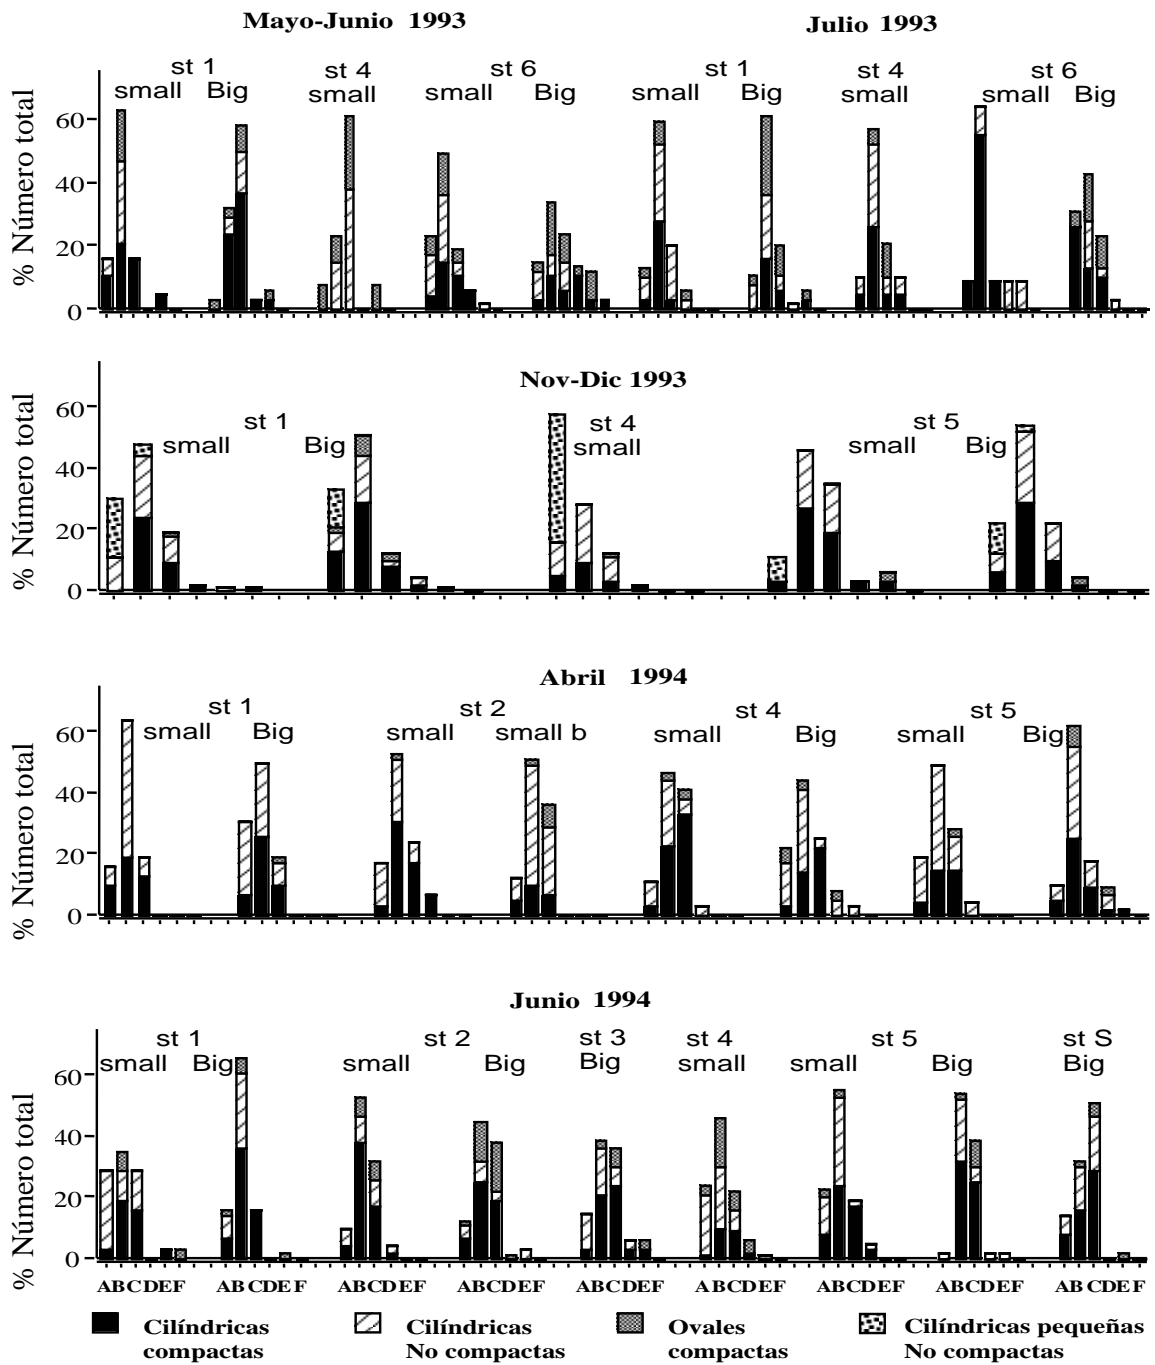 Mayo-Junio 1993
Julio 1993
st 1
st 4
st 6
st 1
st 4
st 6
small Big
small
small Big
small Big
small
small Big
% Número total
60
40
20
0
Nov-Dic 1993
st 1
st 4
st 5
small Big
small
small Big
% Número total
60
40
20
0
Abril 1994
st 1
st 2
st 4
st 5
small Big
small small b
small Big
small Big
% Número total
60
40
20
0
Junio 1994
st 1
st 2
st 3
st 4
st 5
st S
small Big
small Big
Big
small
small Big
Big
% Número total
60
40
20
0
ABCDEF ABCDEF ABCDEF ABCDEF ABCDEF ABCDEF ABCDEF ABCDEF ABCDEF
Cilíndricas
compactas
Cilíndricas
No compactas
Ovales
compactas
Cilíndricas pequeñas
No compactas